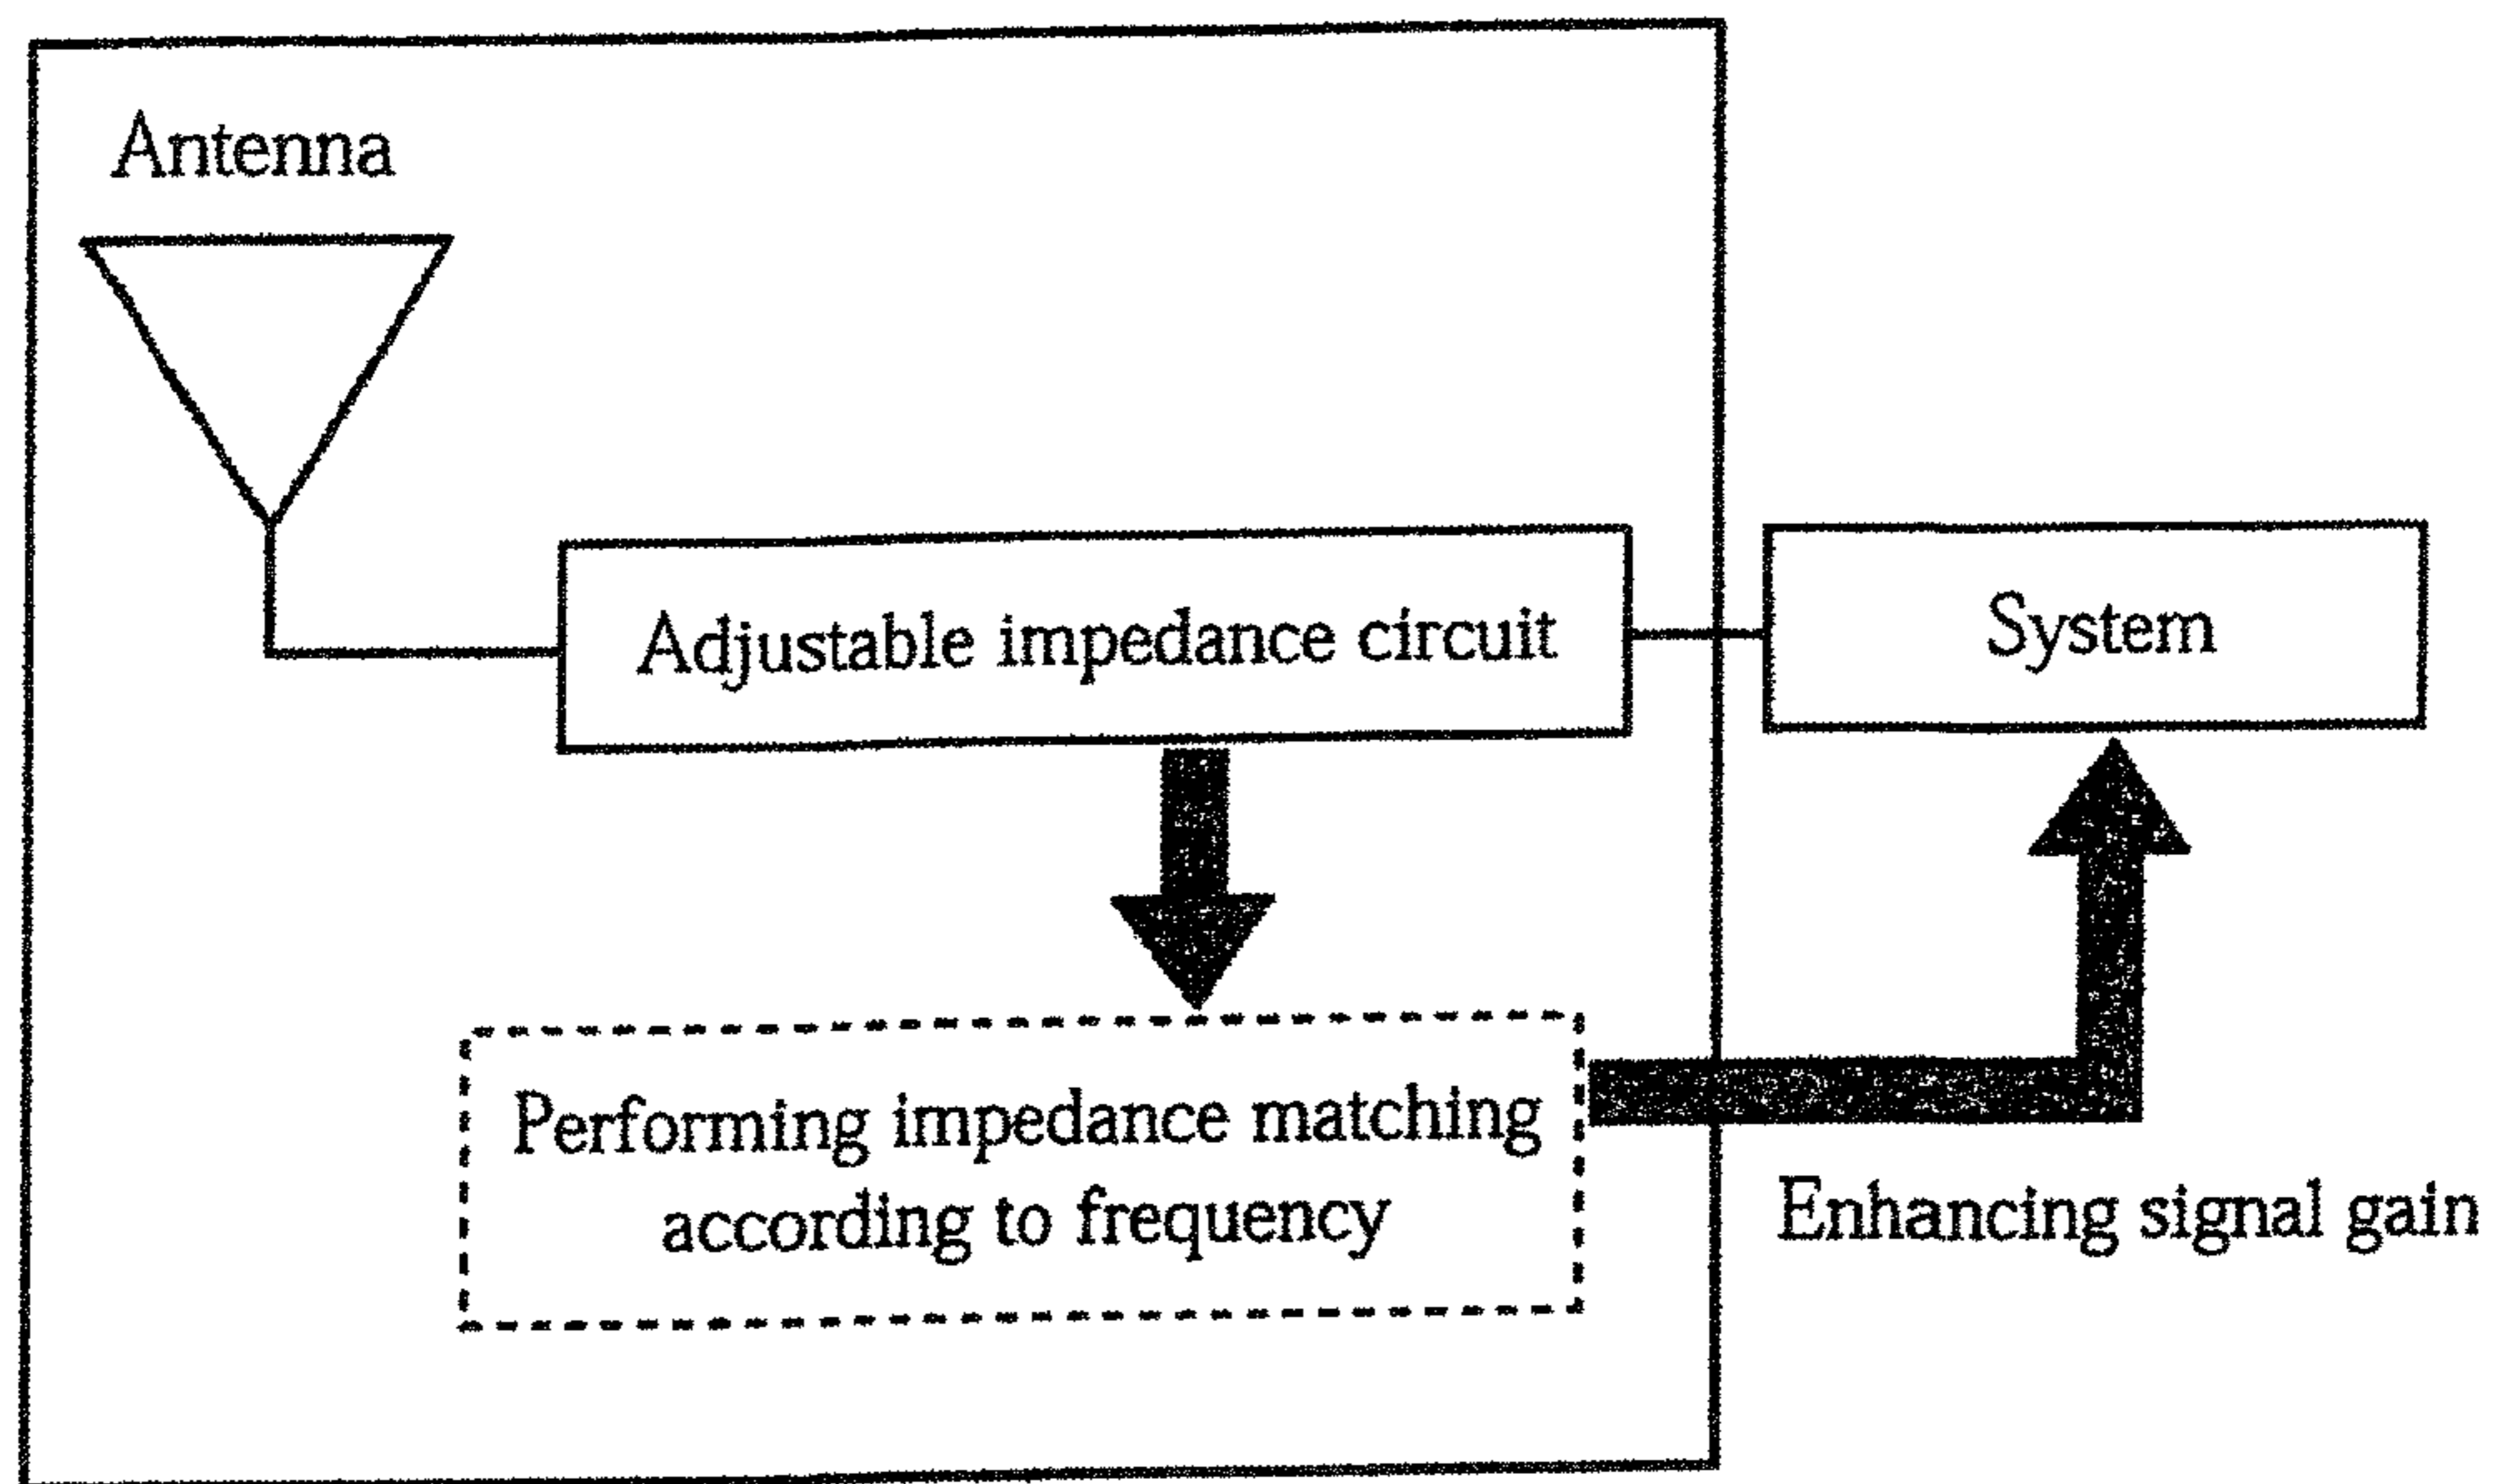 Antenna
Adjustable impedance circuit
System
Performing impedance matching
according to frequency
Enhancing signal gain